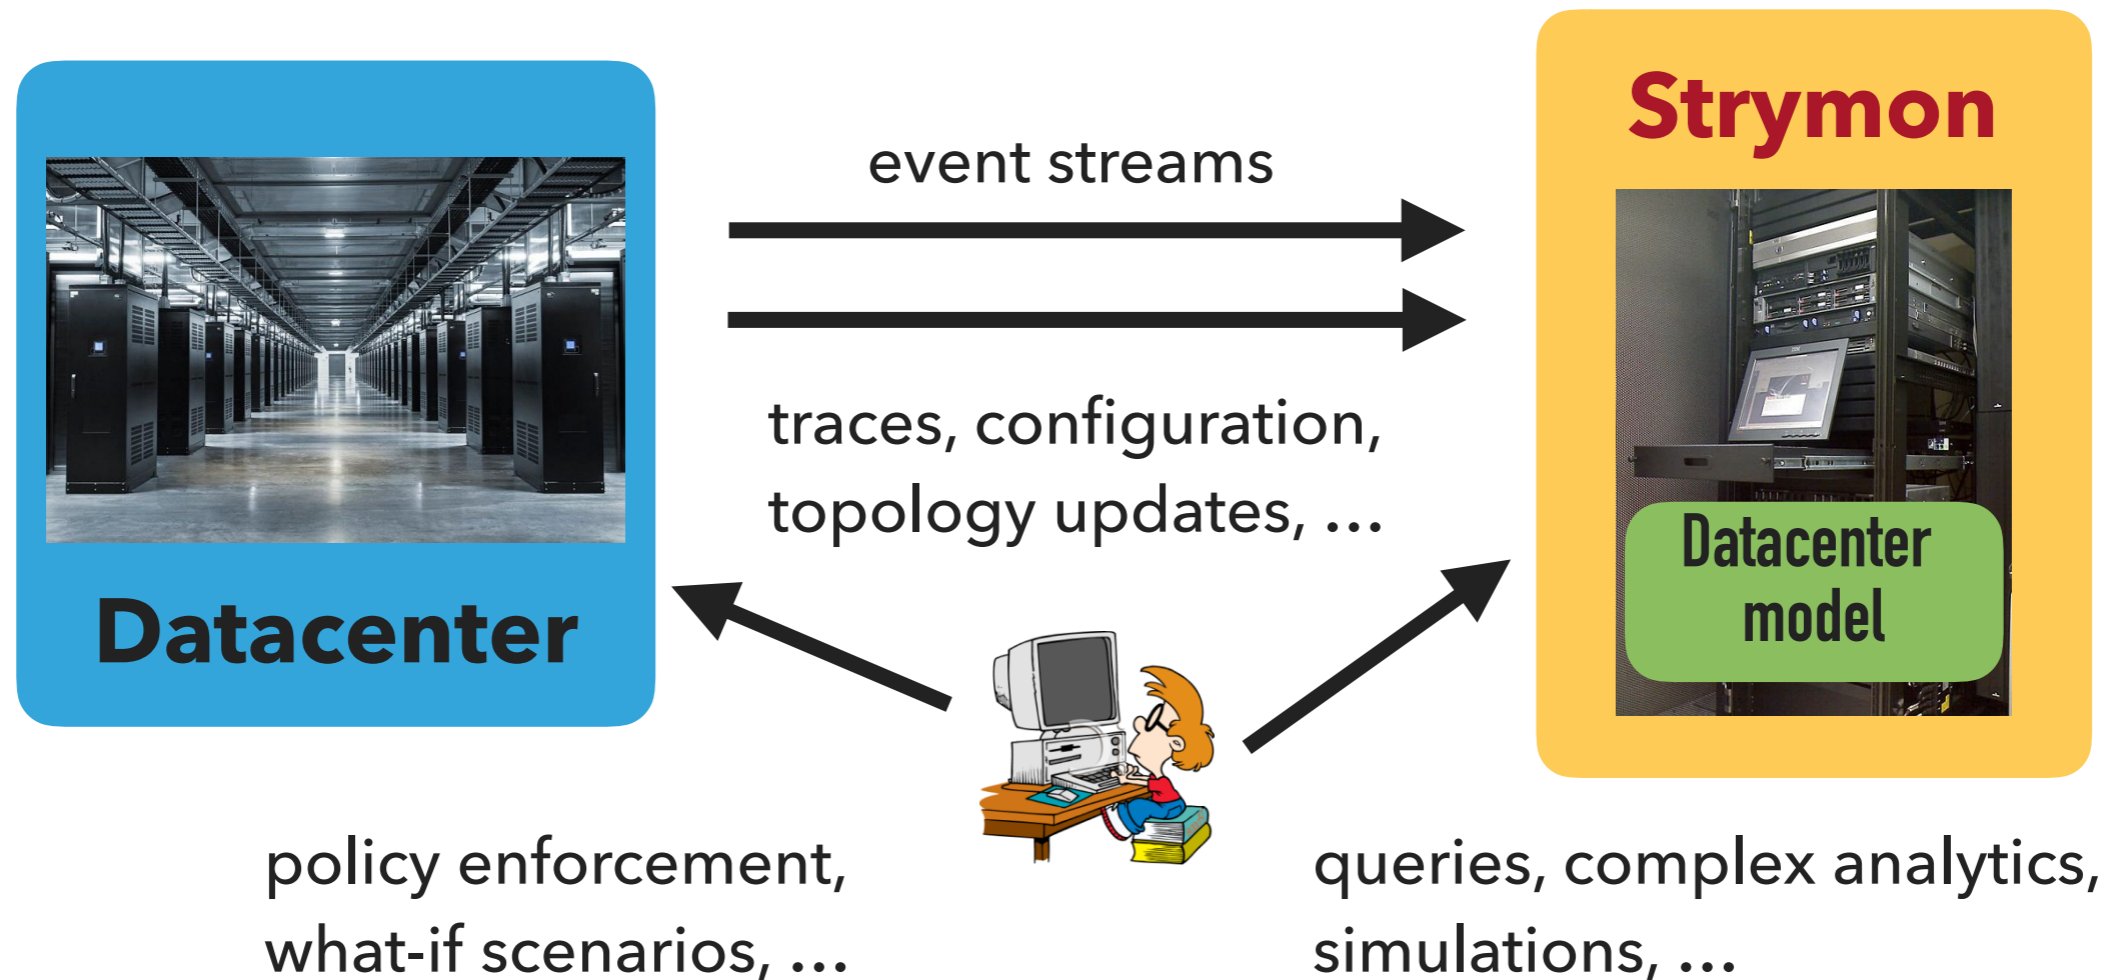 Strymon
event streams
traces, configuration,
topology updates, ...
Datacenter
Datacenter
model
policy enforcement,
what-if scenarios, ...
queries, complex analytics,
simulations, ...